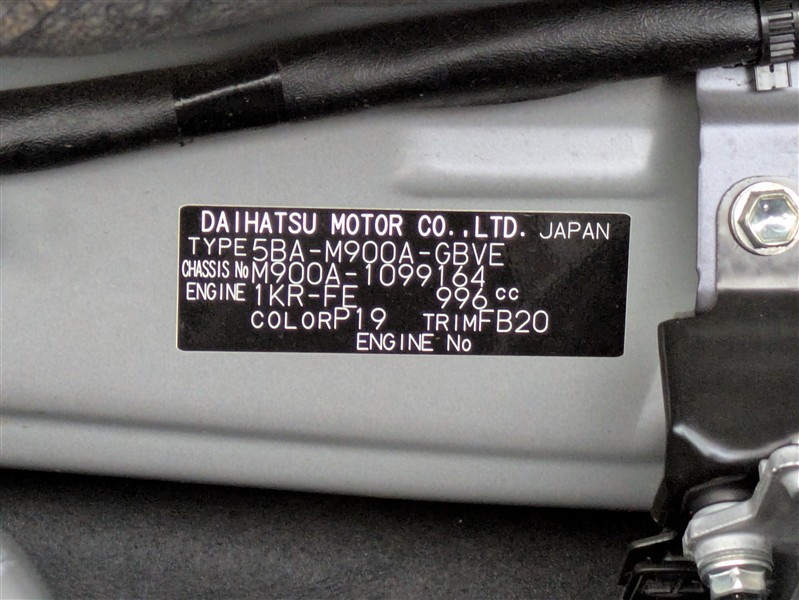 DAIHATSU MOTOR CO.,LTD. JAPAN
TYPE 5BA-M900A-GBVE
CHASSIS No M900A-1099164
ENGINE 1KR-FE 996 cc
COLOR P19 TRIM FB20
ENGINE No